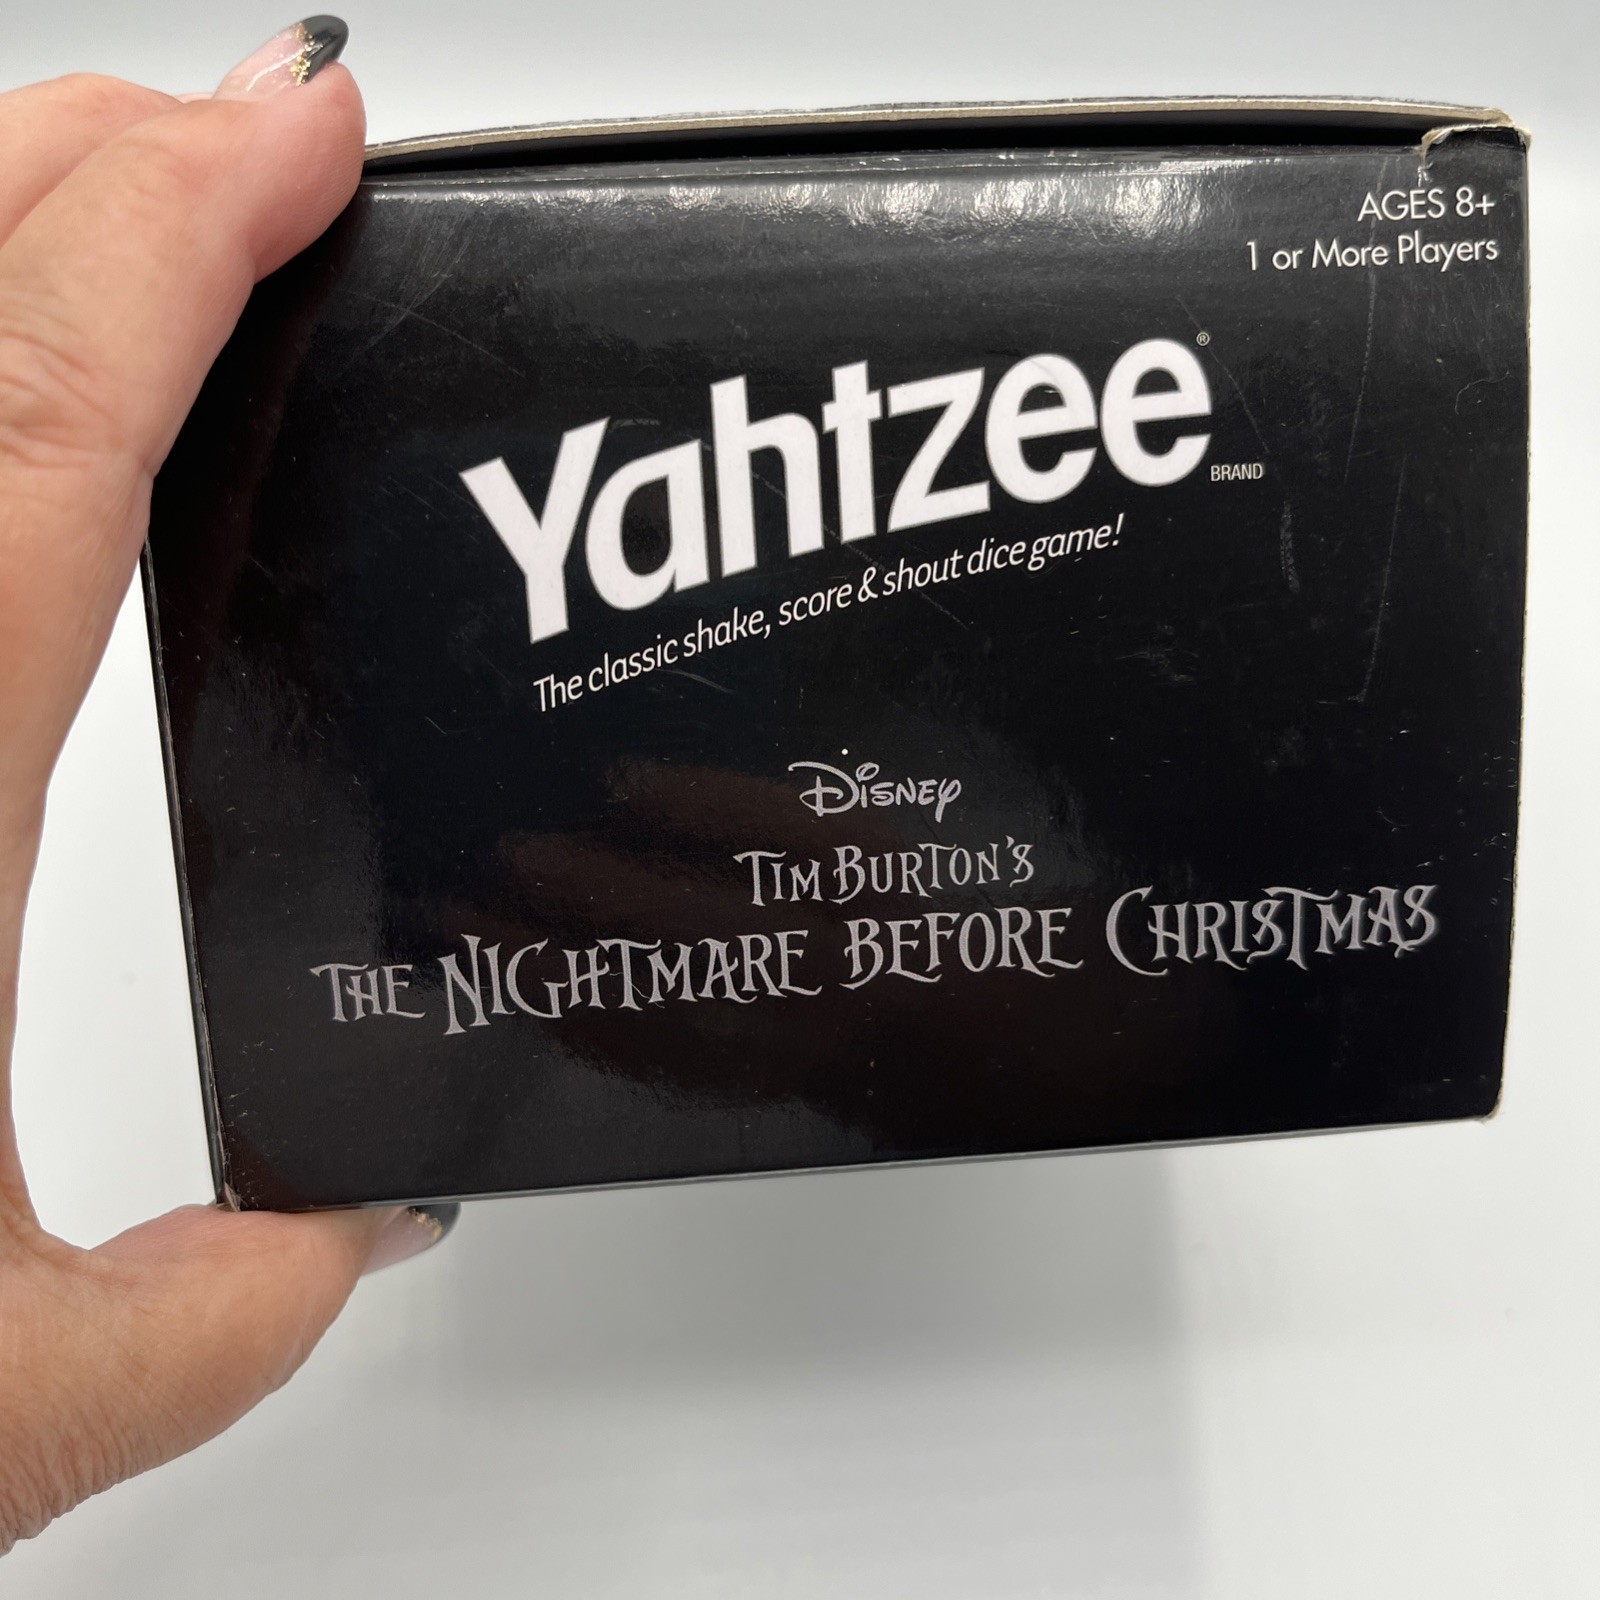 AGES 8+
1 or More Players
Yahtzee®
BRAND
The classic shake, score & shout dice game!
Disney
TIM BURTON'S
THE NIGHTMARE BEFORE CHRISTMAS